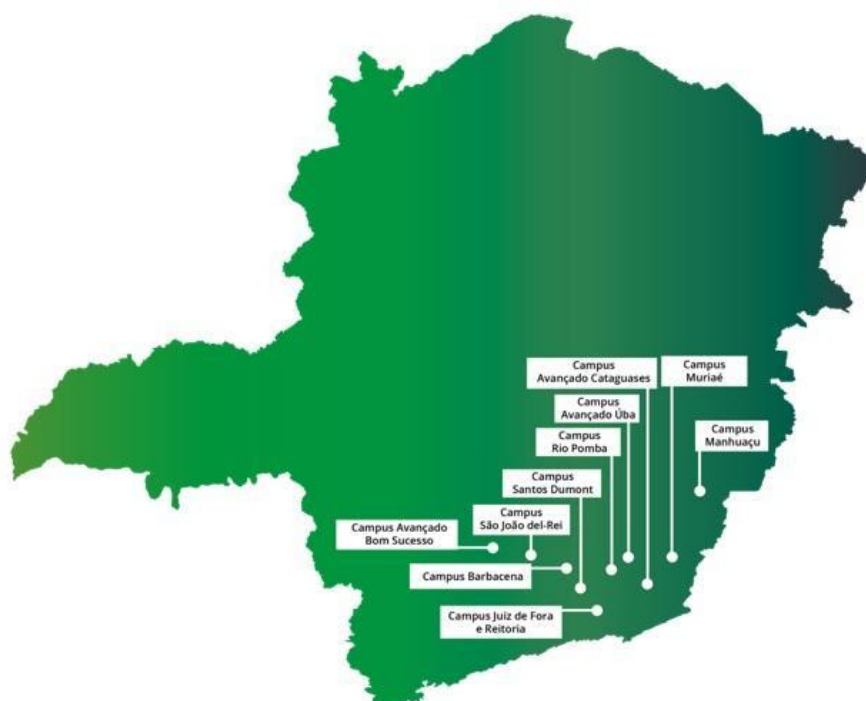 Campus
Avançado Cataguases
Campus
Muriaé
Campus
Avançado Úba
Campus
Manhuaçu
Campus
Rio Pomba
Campus
Santos Dumont
Campus
São João del-Rei
Campus Avançado
Bom Sucesso
Campus Barbacena
Campus Juiz de Fora
e Reitoria